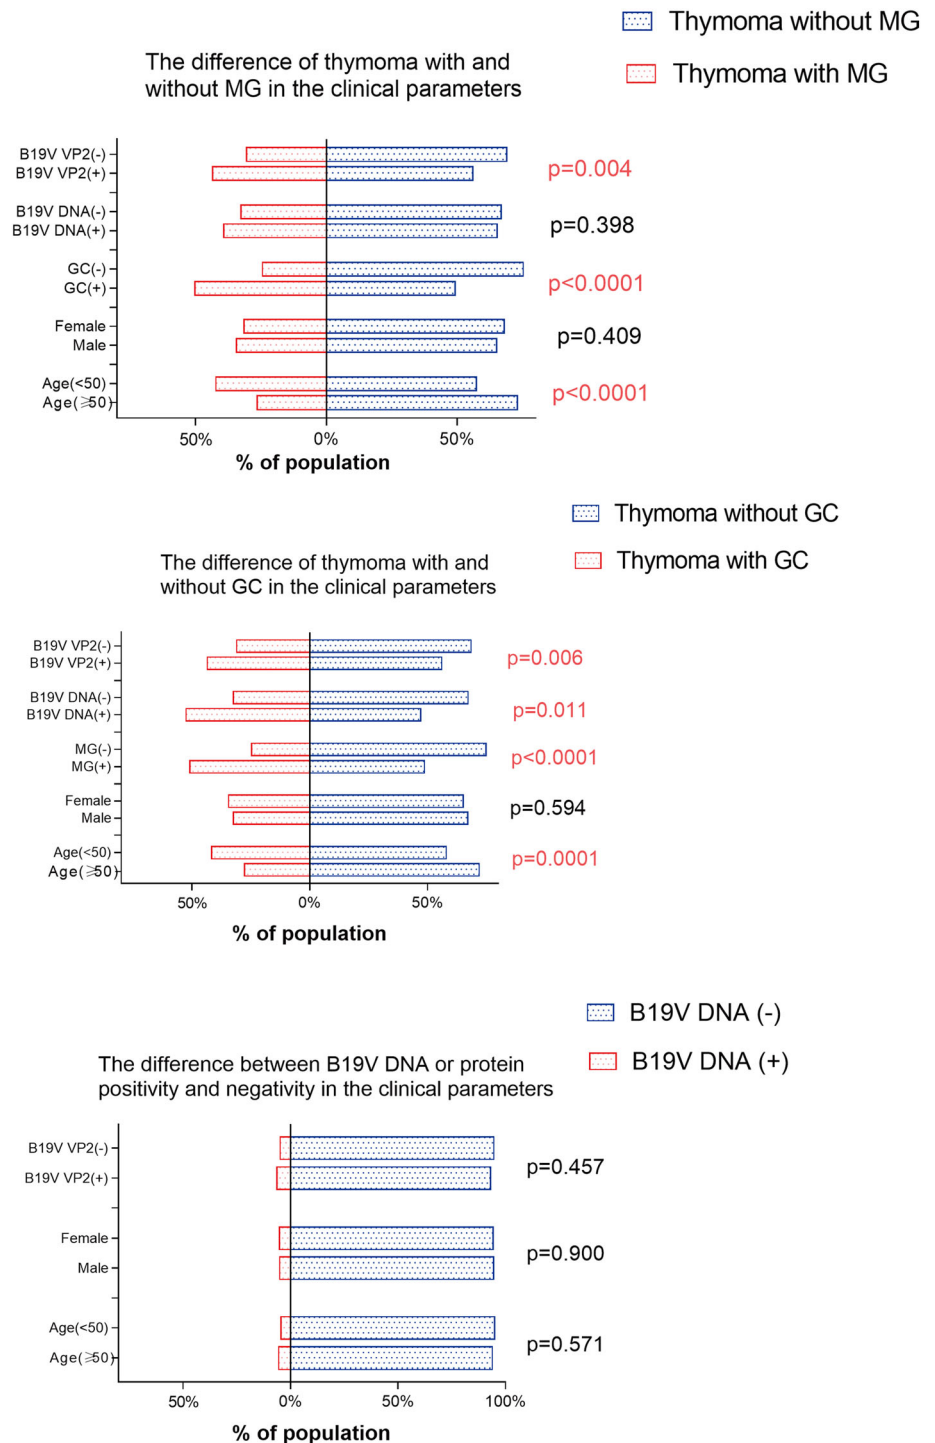 Thymoma without MG
Thymoma with MG
The difference of thymoma with and
without MG in the clinical parameters
B19V VP2(-)
B19V VP2(+)
p=0.004
B19V DNA(-)
B19V DNA(+)
p=0.398
GC(-)
GC(+)
p<0.0001
Female
Male
p=0.409
Age(<50)
Age(≥50)
p<0.0001
50% 0% 50%
% of population
Thymoma without GC
Thymoma with GC
The difference of thymoma with and
without GC in the clinical parameters
B19V VP2(-)
B19V VP2(+)
p=0.006
B19V DNA(-)
B19V DNA(+)
p=0.011
MG(-)
MG(+)
p<0.0001
Female
Male
p=0.594
Age(<50)
Age(≥50)
p=0.0001
50% 0% 50%
% of population
B19V DNA (-)
B19V DNA (+)
The difference between B19V DNA or protein
positivity and negativity in the clinical parameters
B19V VP2(-)
B19V VP2(+)
p=0.457
Female
Male
p=0.900
Age(<50)
Age(≥50)
p=0.571
50% 0% 50% 100%
% of population